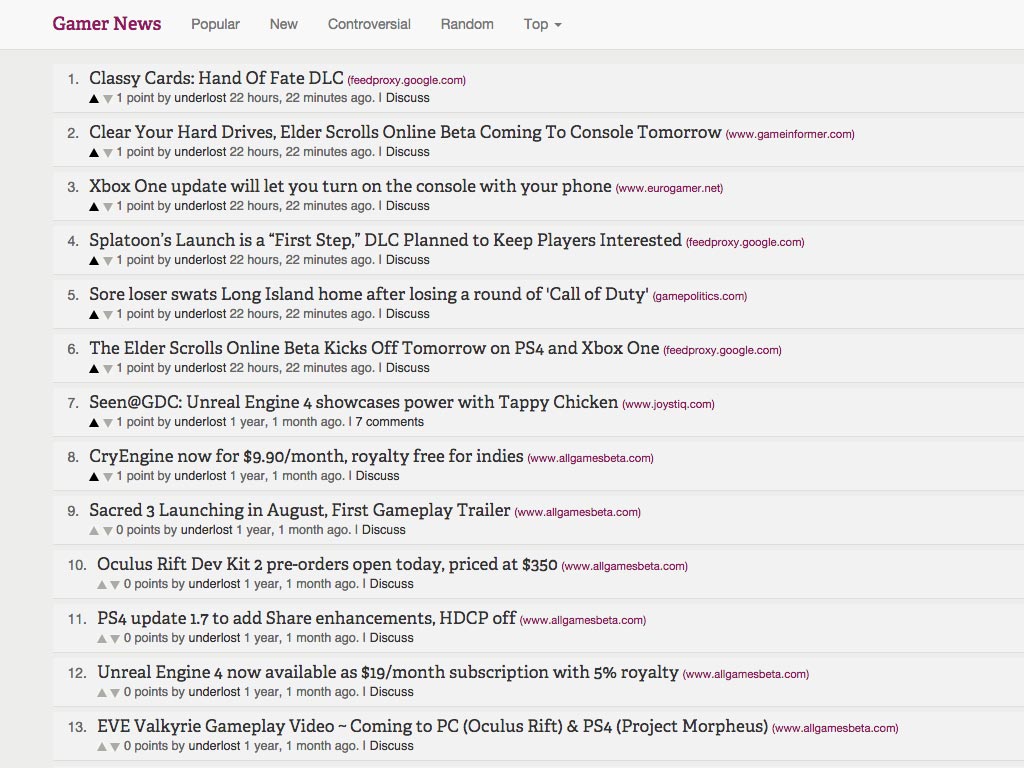 Gamer News Popular New Controversial Random Top
1. Classy Cards: Hand Of Fate DLC (feedproxy.google.com)
1 point by underlost 22 hours, 22 minutes ago. | Discuss
2. Clear Your Hard Drives, Elder Scrolls Online Beta Coming To Console Tomorrow (www.gameinformer.com)
1 point by underlost 22 hours, 22 minutes ago. | Discuss
3. Xbox One update will let you turn on the console with your phone (www.eurogamer.net)
1 point by underlost 22 hours, 22 minutes ago. | Discuss
4. Splatoon’s Launch is a “First Step,” DLC Planned to Keep Players Interested (feedproxy.google.com)
1 point by underlost 22 hours, 22 minutes ago. | Discuss
5. Sore loser swats Long Island home after losing a round of 'Call of Duty' (gamepolitics.com)
1 point by underlost 22 hours, 22 minutes ago. | Discuss
6. The Elder Scrolls Online Beta Kicks Off Tomorrow on PS4 and Xbox One (feedproxy.google.com)
1 point by underlost 22 hours, 22 minutes ago. | Discuss
7. Seen@GDC: Unreal Engine 4 showcases power with Tappy Chicken (www.joystiq.com)
1 point by underlost 1 year, 1 month ago. | 7 comments
8. CryEngine now for $9.90/month, royalty free for indies (www.allgamesbeta.com)
1 point by underlost 1 year, 1 month ago. | Discuss
9. Sacred 3 Launching in August, First Gameplay Trailer (www.allgamesbeta.com)
0 points by underlost 1 year, 1 month ago. | Discuss
10. Oculus Rift Dev Kit 2 pre-orders open today, priced at $350 (www.allgamesbeta.com)
0 points by underlost 1 year, 1 month ago. | Discuss
11. PS4 update 1.7 to add Share enhancements, HDCP off (www.allgamesbeta.com)
0 points by underlost 1 year, 1 month ago. | Discuss
12. Unreal Engine 4 now available as $19/month subscription with 5% royalty (www.allgamesbeta.com)
0 points by underlost 1 year, 1 month ago. | Discuss
13. EVE Valkyrie Gameplay Video ~ Coming to PC (Oculus Rift) & PS4 (Project Morpheus) (www.allgamesbeta.com)
0 points by underlost 1 year, 1 month ago. | Discuss